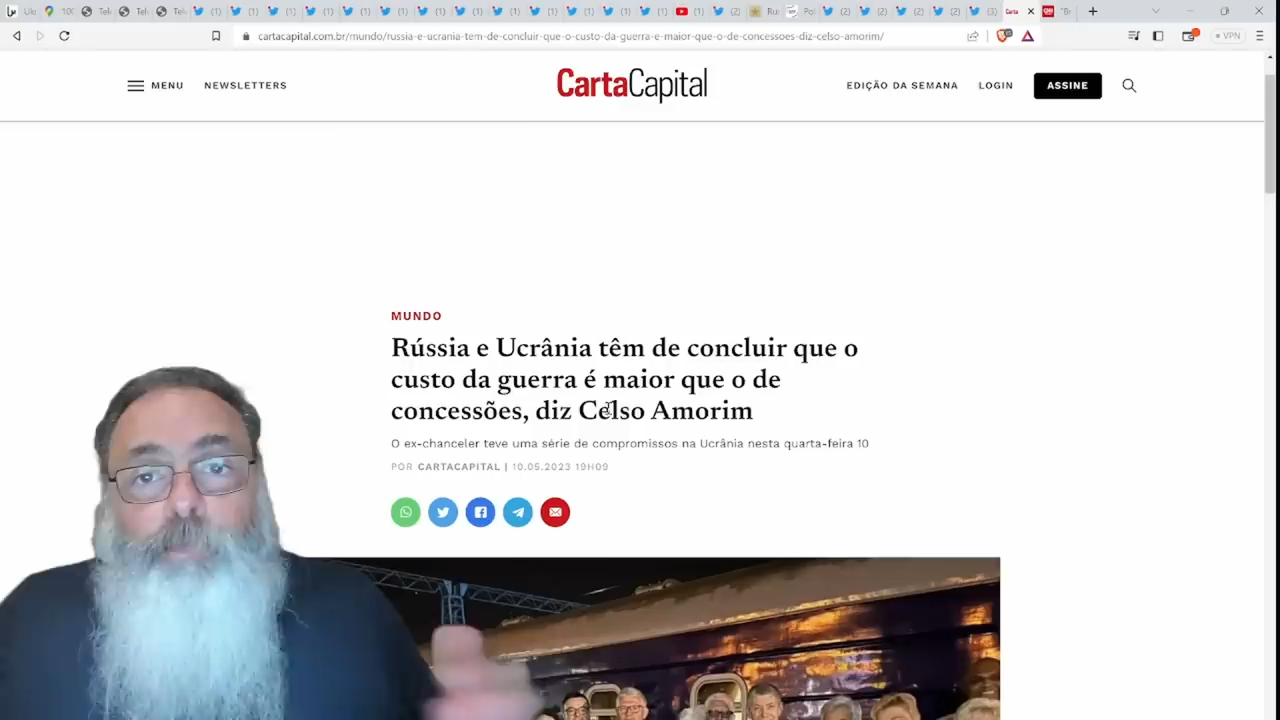 cartacapital.com.br/mundo/russia-e-ucrania-tem-de-concluir-que-o-custo-da-guerra-e-maior-que-o-de-concessoes-diz-celso-amorim/
VPN
MENU NEWSLETTERS CartaCapital EDIÇÃO DA SEMANA LOGIN ASSINE
MUNDO
Rússia e Ucrânia têm de concluir que o
custo da guerra é maior que o de
concessões, diz Celso Amorim
O ex-chanceler teve uma série de compromissos na Ucrânia nesta quarta-feira 10
POR CARTACAPITAL | 10.05.2023 19H09